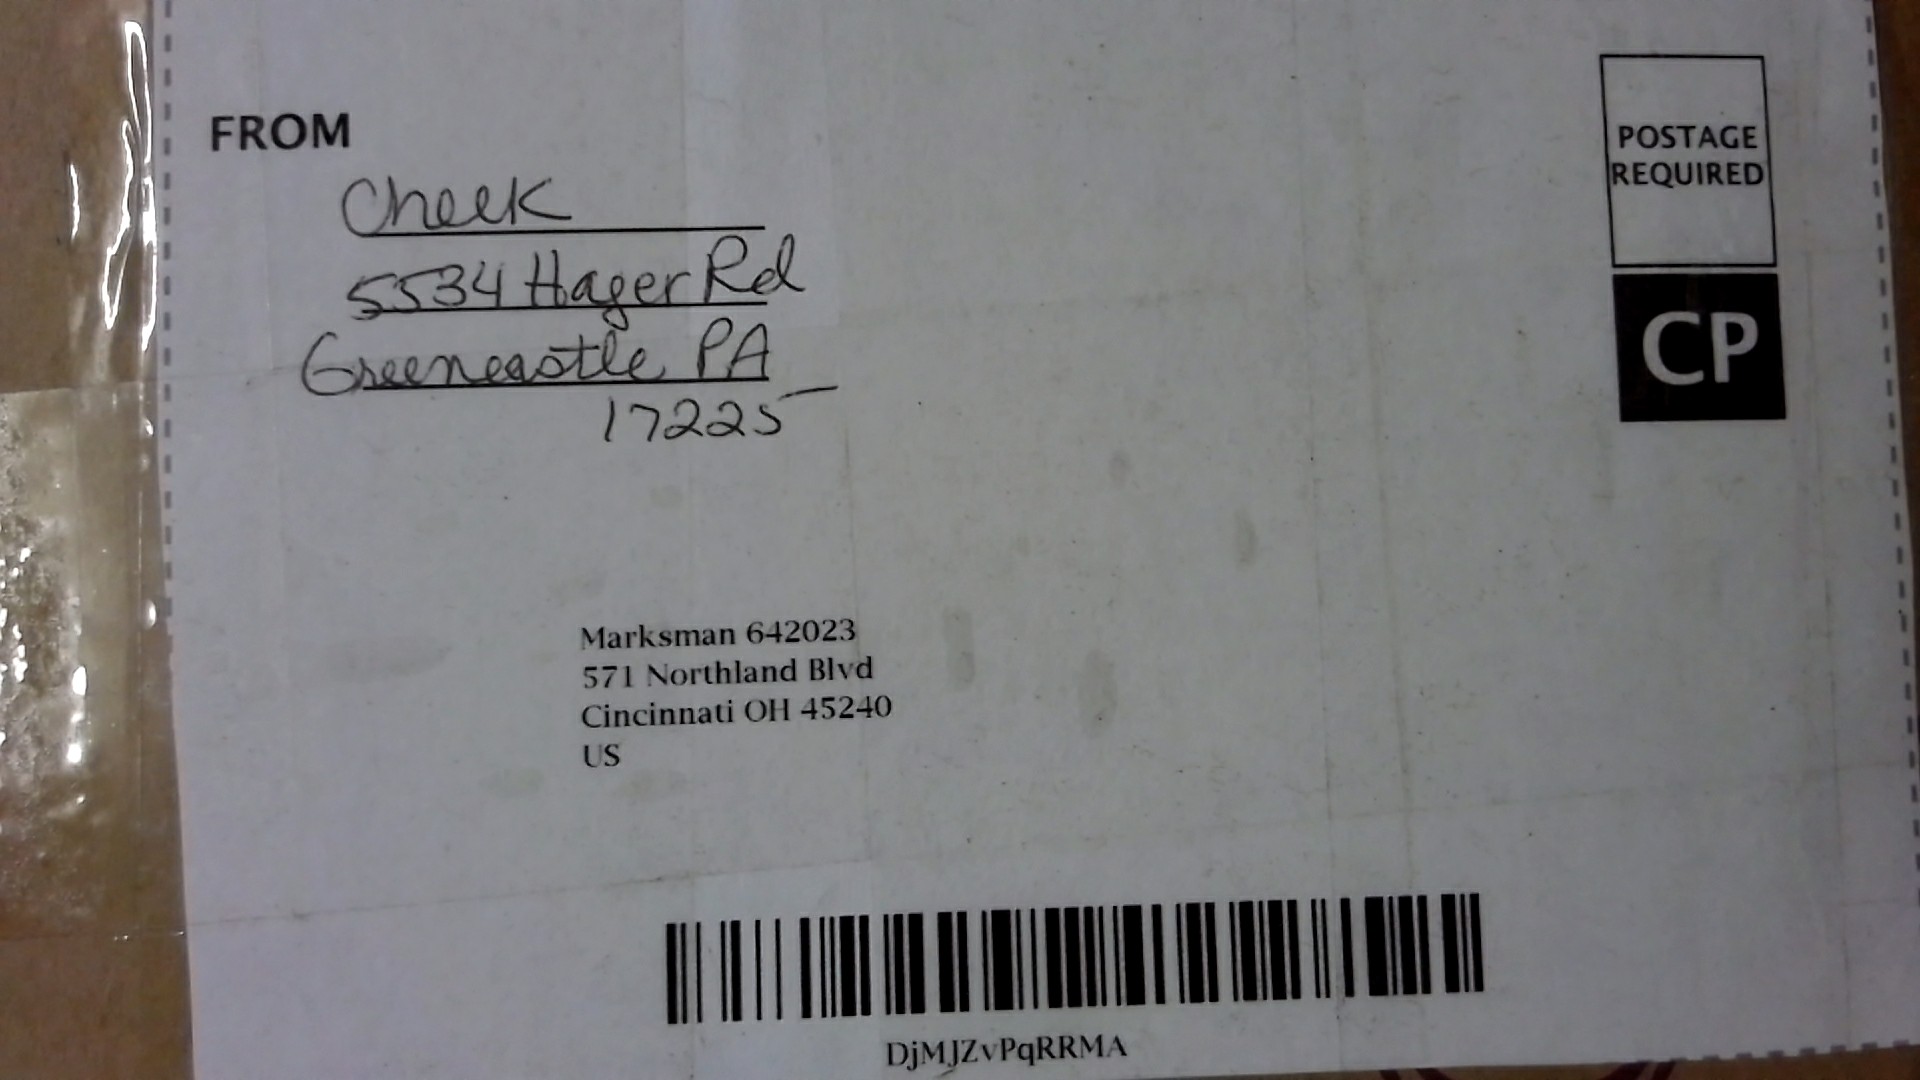 FROM
POSTAGE
REQUIRED
CP
Cheek
5534 Hager Rd
Greencastle PA
17225
Marksman 642023
571 Northland Blvd
Cincinnati OH 45240
US
DjMJZvPqRRMA